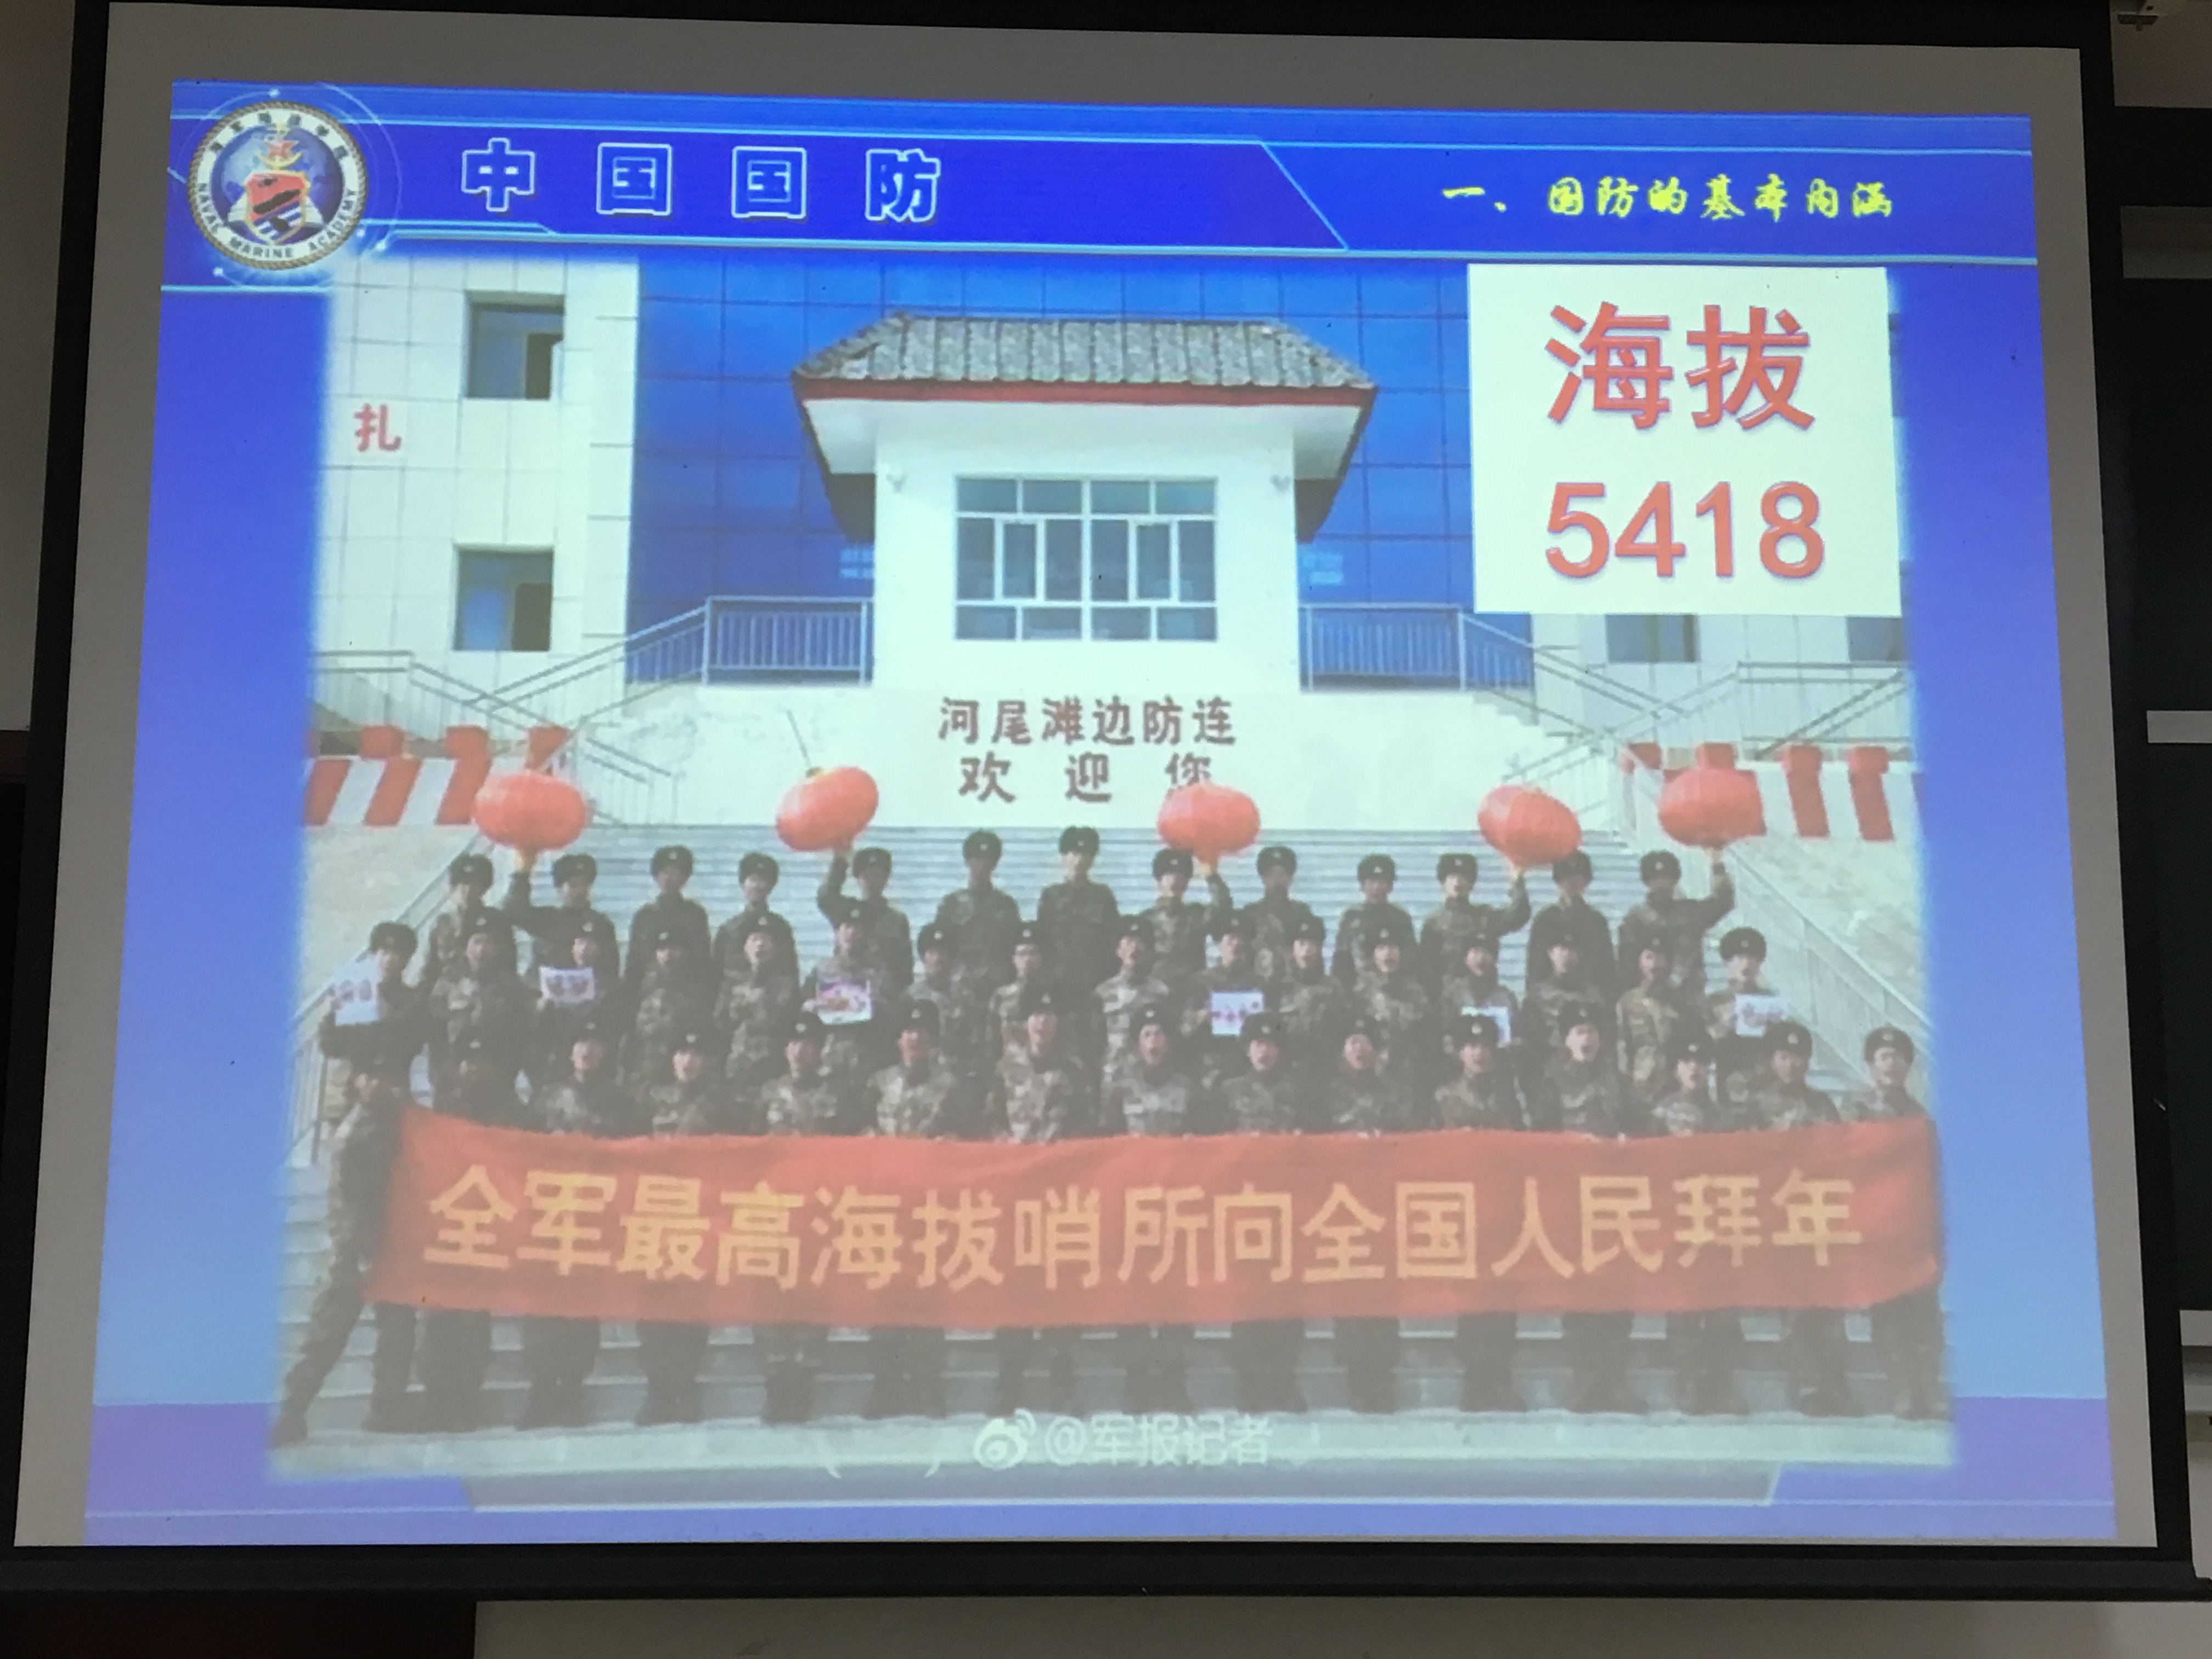 中国国防
一、国防的基本内涵
NAVAL MARINE ACADEMY
海拔
5418
扎
河尾滩边防连
欢迎您
全军最高海拔哨所向全国人民拜年
@军报记者